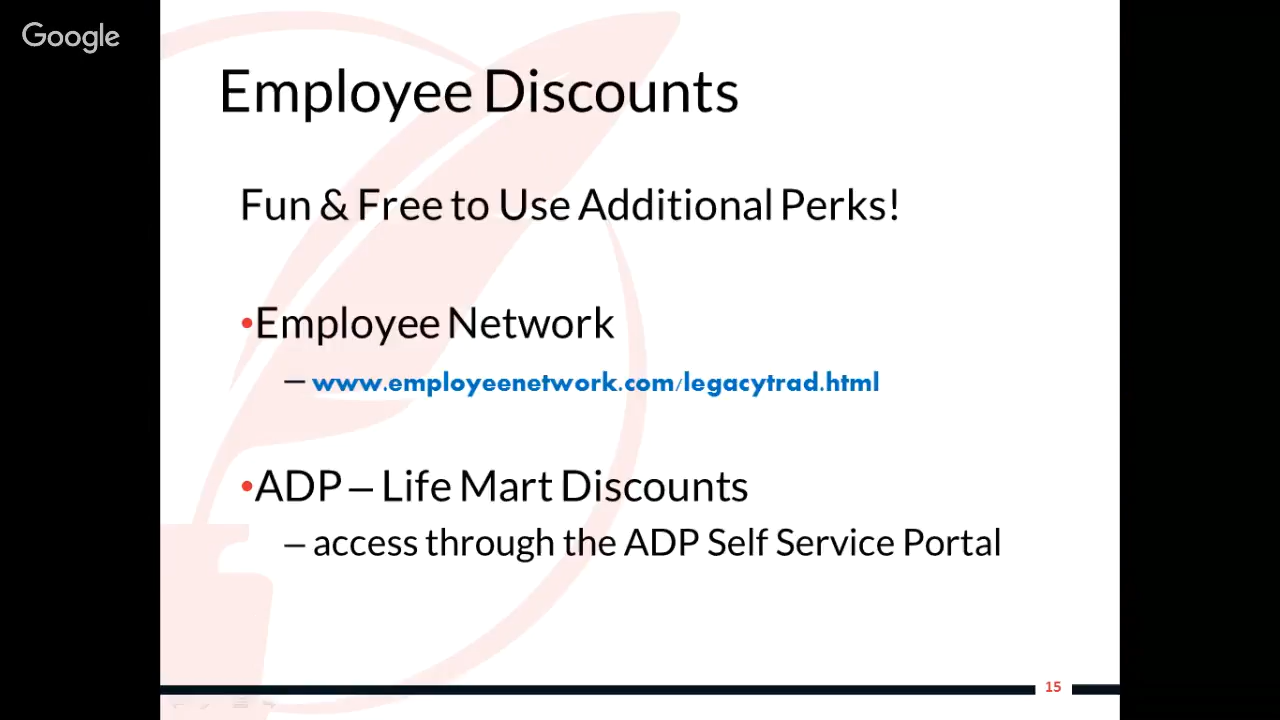 Google
Employee Discounts
Fun & Free to Use Additional Perks!
•Employee Network
– www.employeenetwork.com/legacytrad.html
•ADP – Life Mart Discounts
– access through the ADP Self Service Portal
15